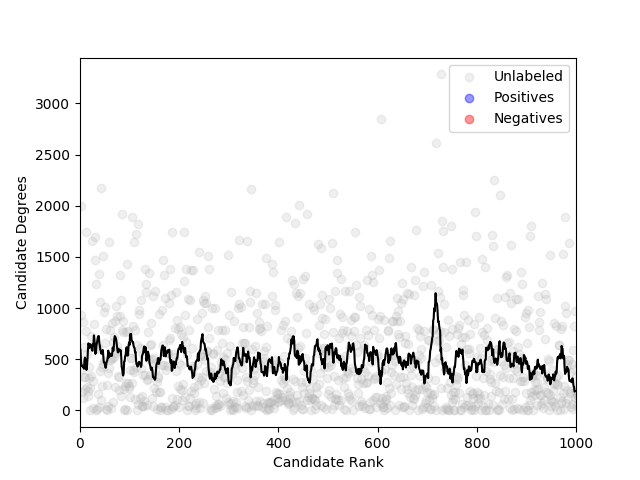 Unlabeled
Positives
Negatives
3000
2500
2000
1500
1000
500
0
Candidate Degrees
0 200 400 600 800 1000
Candidate Rank